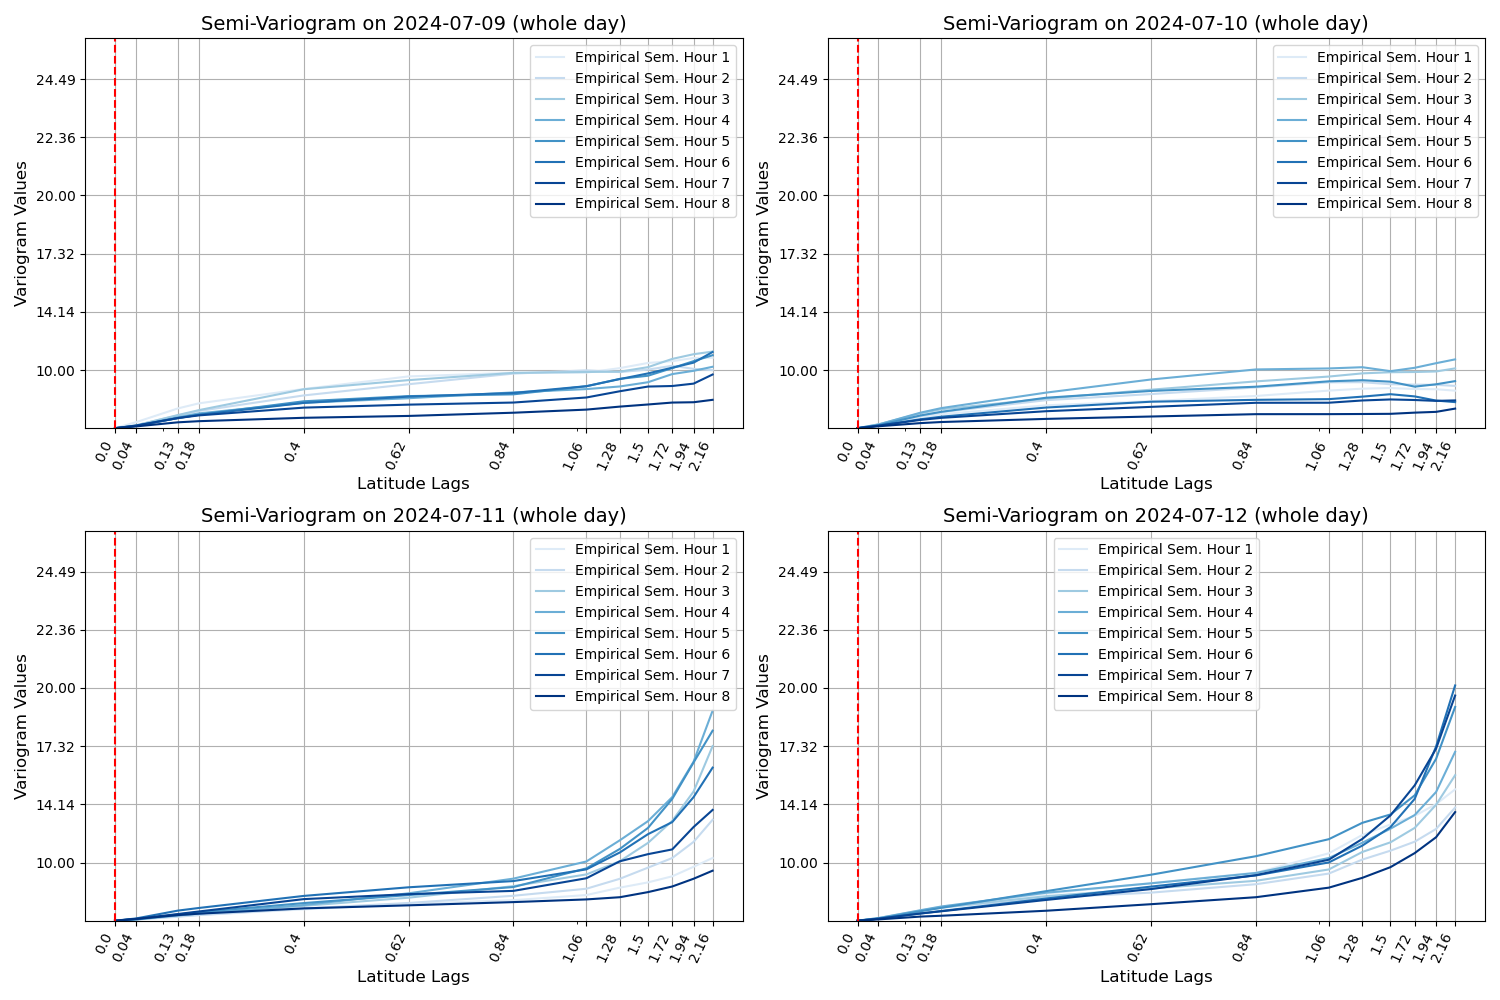 Semi-Variogram on 2024-07-09 (whole day)
Variogram Values
24.49
22.36
20.00
17.32
14.14
10.00
Empirical Sem. Hour 1
Empirical Sem. Hour 2
Empirical Sem. Hour 3
Empirical Sem. Hour 4
Empirical Sem. Hour 5
Empirical Sem. Hour 6
Empirical Sem. Hour 7
Empirical Sem. Hour 8
0.0 0.04 0.13 0.18 0.4 0.62 0.84 1.06 1.28 1.5 1.72 1.94 2.16
Latitude Lags
Semi-Variogram on 2024-07-10 (whole day)
Variogram Values
24.49
22.36
20.00
17.32
14.14
10.00
Empirical Sem. Hour 1
Empirical Sem. Hour 2
Empirical Sem. Hour 3
Empirical Sem. Hour 4
Empirical Sem. Hour 5
Empirical Sem. Hour 6
Empirical Sem. Hour 7
Empirical Sem. Hour 8
0.0 0.04 0.13 0.18 0.4 0.62 0.84 1.06 1.28 1.5 1.72 1.94 2.16
Latitude Lags
Semi-Variogram on 2024-07-11 (whole day)
Variogram Values
24.49
22.36
20.00
17.32
14.14
10.00
Empirical Sem. Hour 1
Empirical Sem. Hour 2
Empirical Sem. Hour 3
Empirical Sem. Hour 4
Empirical Sem. Hour 5
Empirical Sem. Hour 6
Empirical Sem. Hour 7
Empirical Sem. Hour 8
0.0 0.04 0.13 0.18 0.4 0.62 0.84 1.06 1.28 1.5 1.72 1.94 2.16
Latitude Lags
Semi-Variogram on 2024-07-12 (whole day)
Variogram Values
24.49
22.36
20.00
17.32
14.14
10.00
Empirical Sem. Hour 1
Empirical Sem. Hour 2
Empirical Sem. Hour 3
Empirical Sem. Hour 4
Empirical Sem. Hour 5
Empirical Sem. Hour 6
Empirical Sem. Hour 7
Empirical Sem. Hour 8
0.0 0.04 0.13 0.18 0.4 0.62 0.84 1.06 1.28 1.5 1.72 1.94 2.16
Latitude Lags